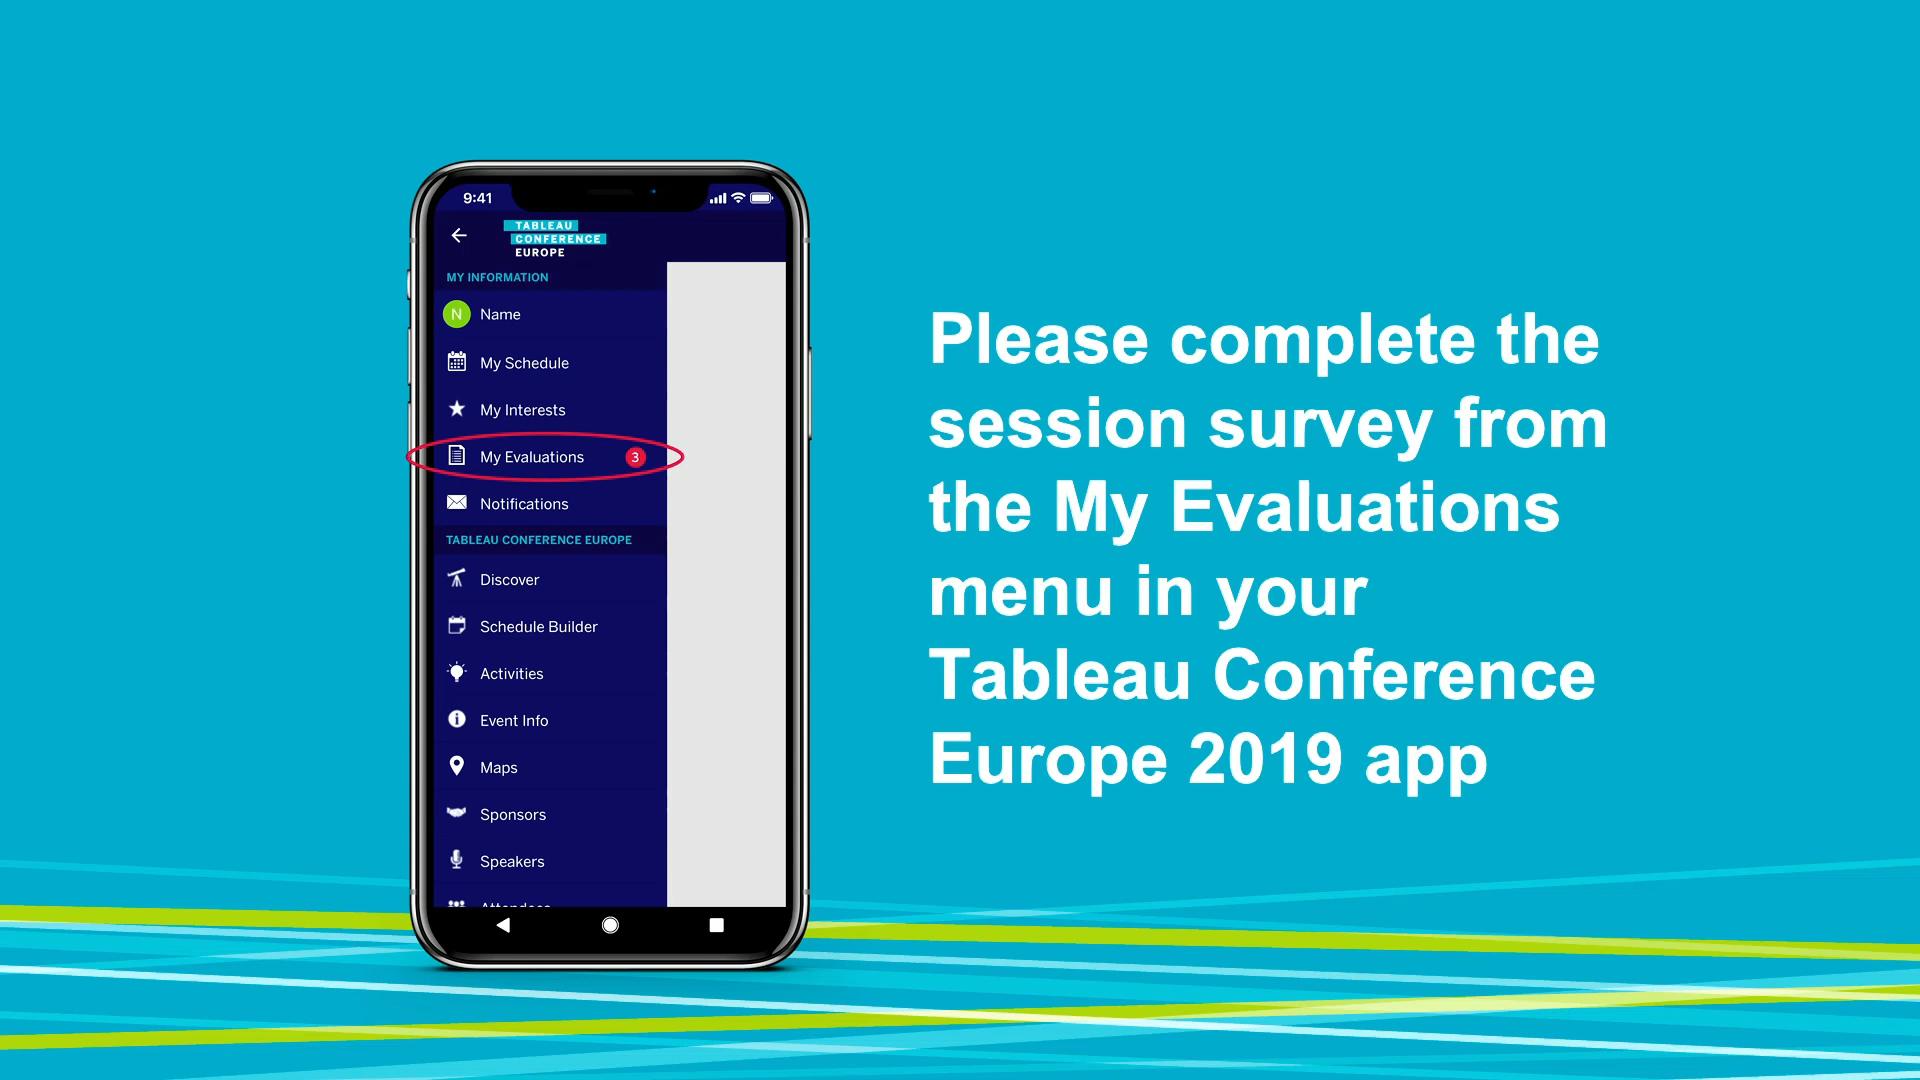 9:41
TABLEAU
CONFERENCE
EUROPE
MY INFORMATION
N Name
My Schedule
My Interests
My Evaluations 3
Notifications
TABLEAU CONFERENCE EUROPE
Discover
Schedule Builder
Activities
Event Info
Maps
Sponsors
Speakers
Attendees
Please complete the
session survey from
the My Evaluations
menu in your
Tableau Conference
Europe 2019 app